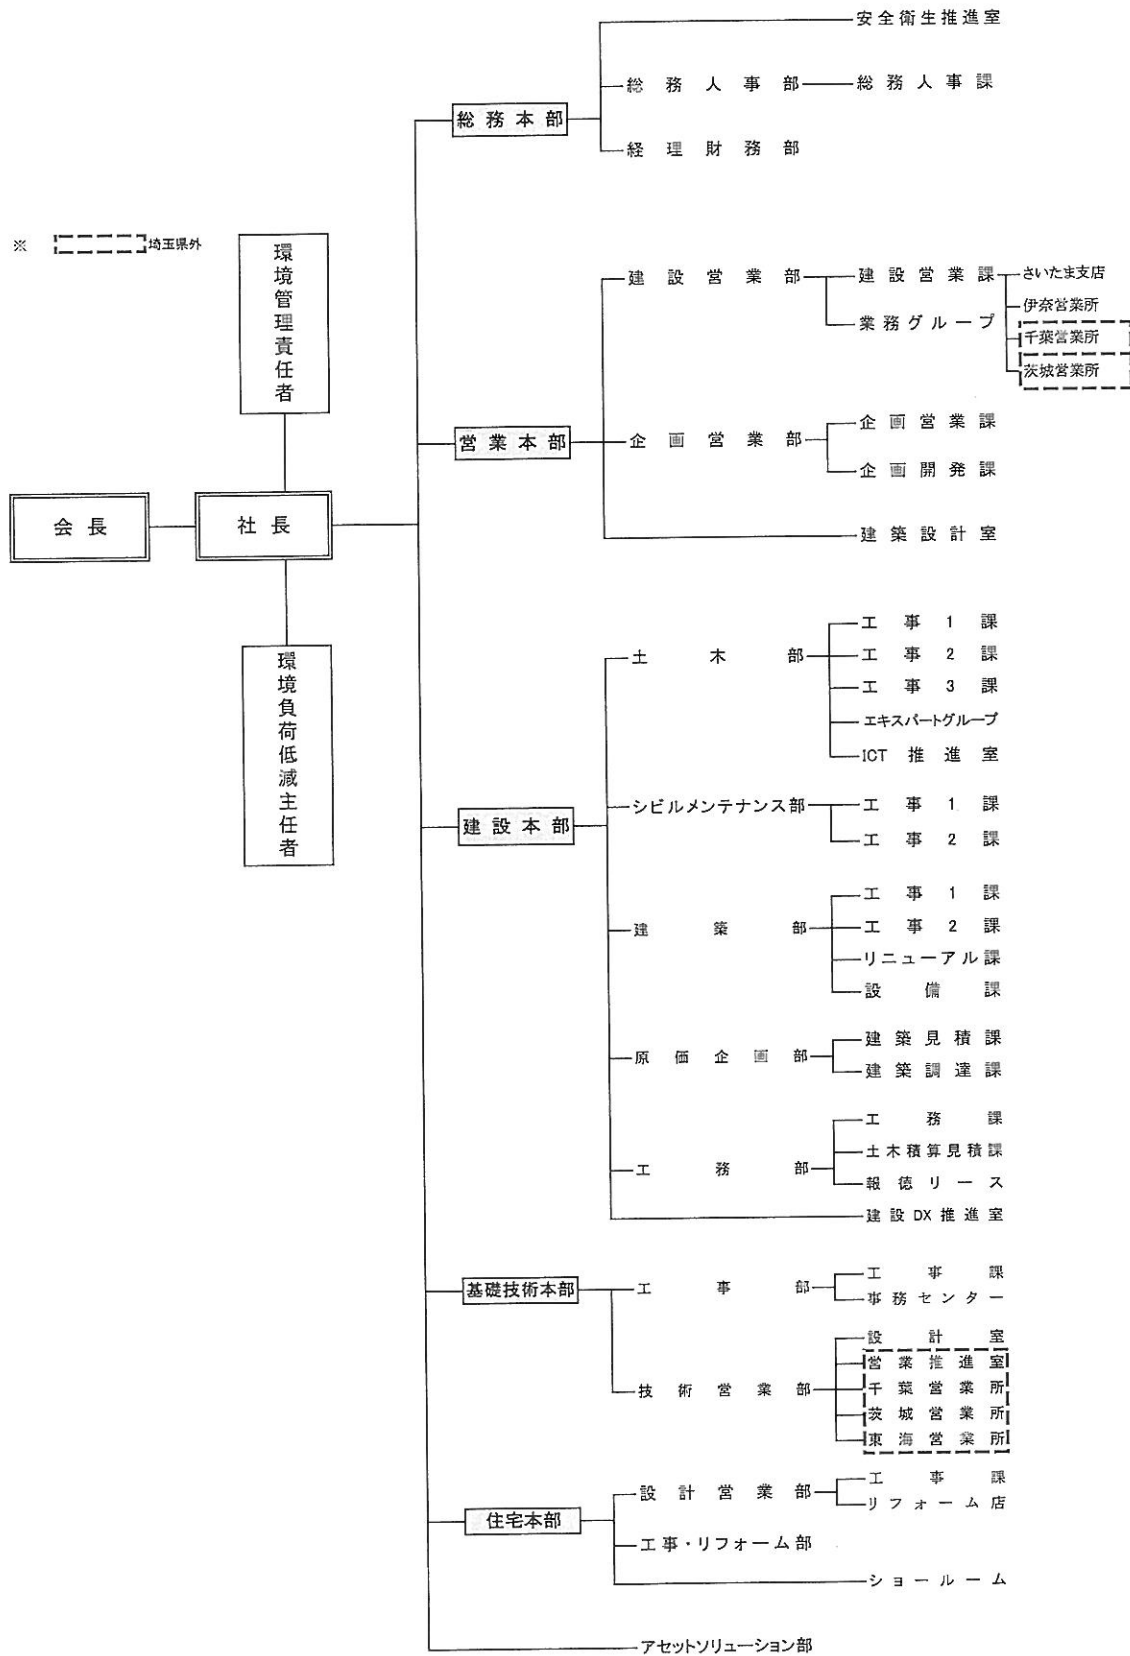 安全衛生推進室
総務人事部 総務人事課
総務本部
経理財務部
※ 埼玉県外
環境管理責任者
建設営業部 建設営業課 さいたま支店
伊奈営業所
業務グループ
千葉営業所
茨城営業所
企画営業課
営業本部 企画営業部
企画開発課
会長 社長
建築設計室
環境負荷低減主任者
工事1課
土木部 工事2課
工事3課
エキスパートグループ
ICT推進室
シビルメンテナンス部 工事1課
建設本部
工事2課
工事1課
建築部 工事2課
リニューアル課
設備課
建築見積課
原価企画部
建築調達課
工務課
土木積算見積課
工務部
報徳リース
建設DX推進室
工事課
基礎技術本部 工事部
事務センター
設計室
営業推進室
技術営業部 千葉営業所
茨城営業所
東海営業所
工事課
設計営業部
リフォーム店
住宅本部
工事・リフォーム部
ショールーム
アセットソリューション部